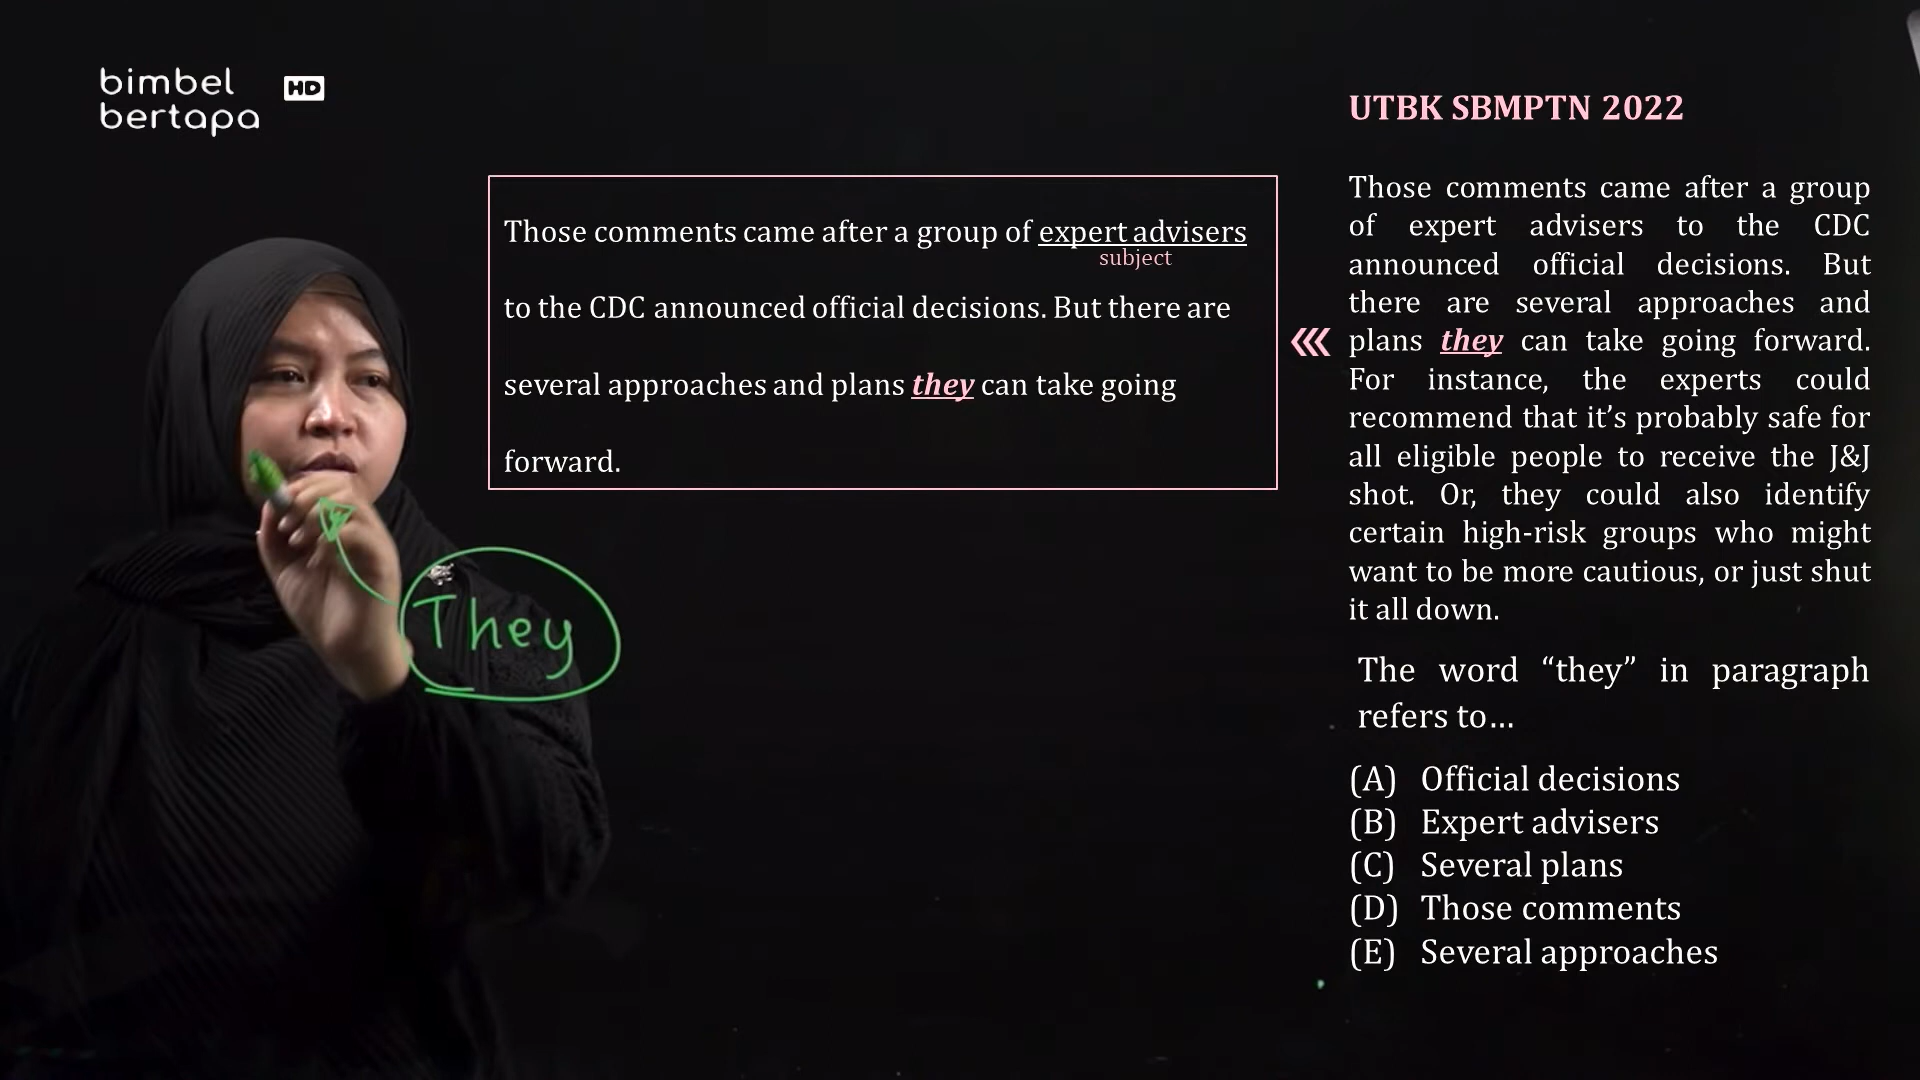 bimbel
bertapa
HD
UTBK SBMPTN 2022
Those comments came after a group of expert advisers
subject
to the CDC announced official decisions. But there are
several approaches and plans they can take going
forward.
They
Those comments came after a group
of expert advisers to the CDC
announced official decisions. But
there are several approaches and
plans they can take going forward.
For instance, the experts could
recommend that it’s probably safe for
all eligible people to receive the J&J
shot. Or, they could also identify
certain high-risk groups who might
want to be more cautious, or just shut
it all down.
The word “they” in paragraph
refers to…
(A) Official decisions
(B) Expert advisers
(C) Several plans
(D) Those comments
(E) Several approaches